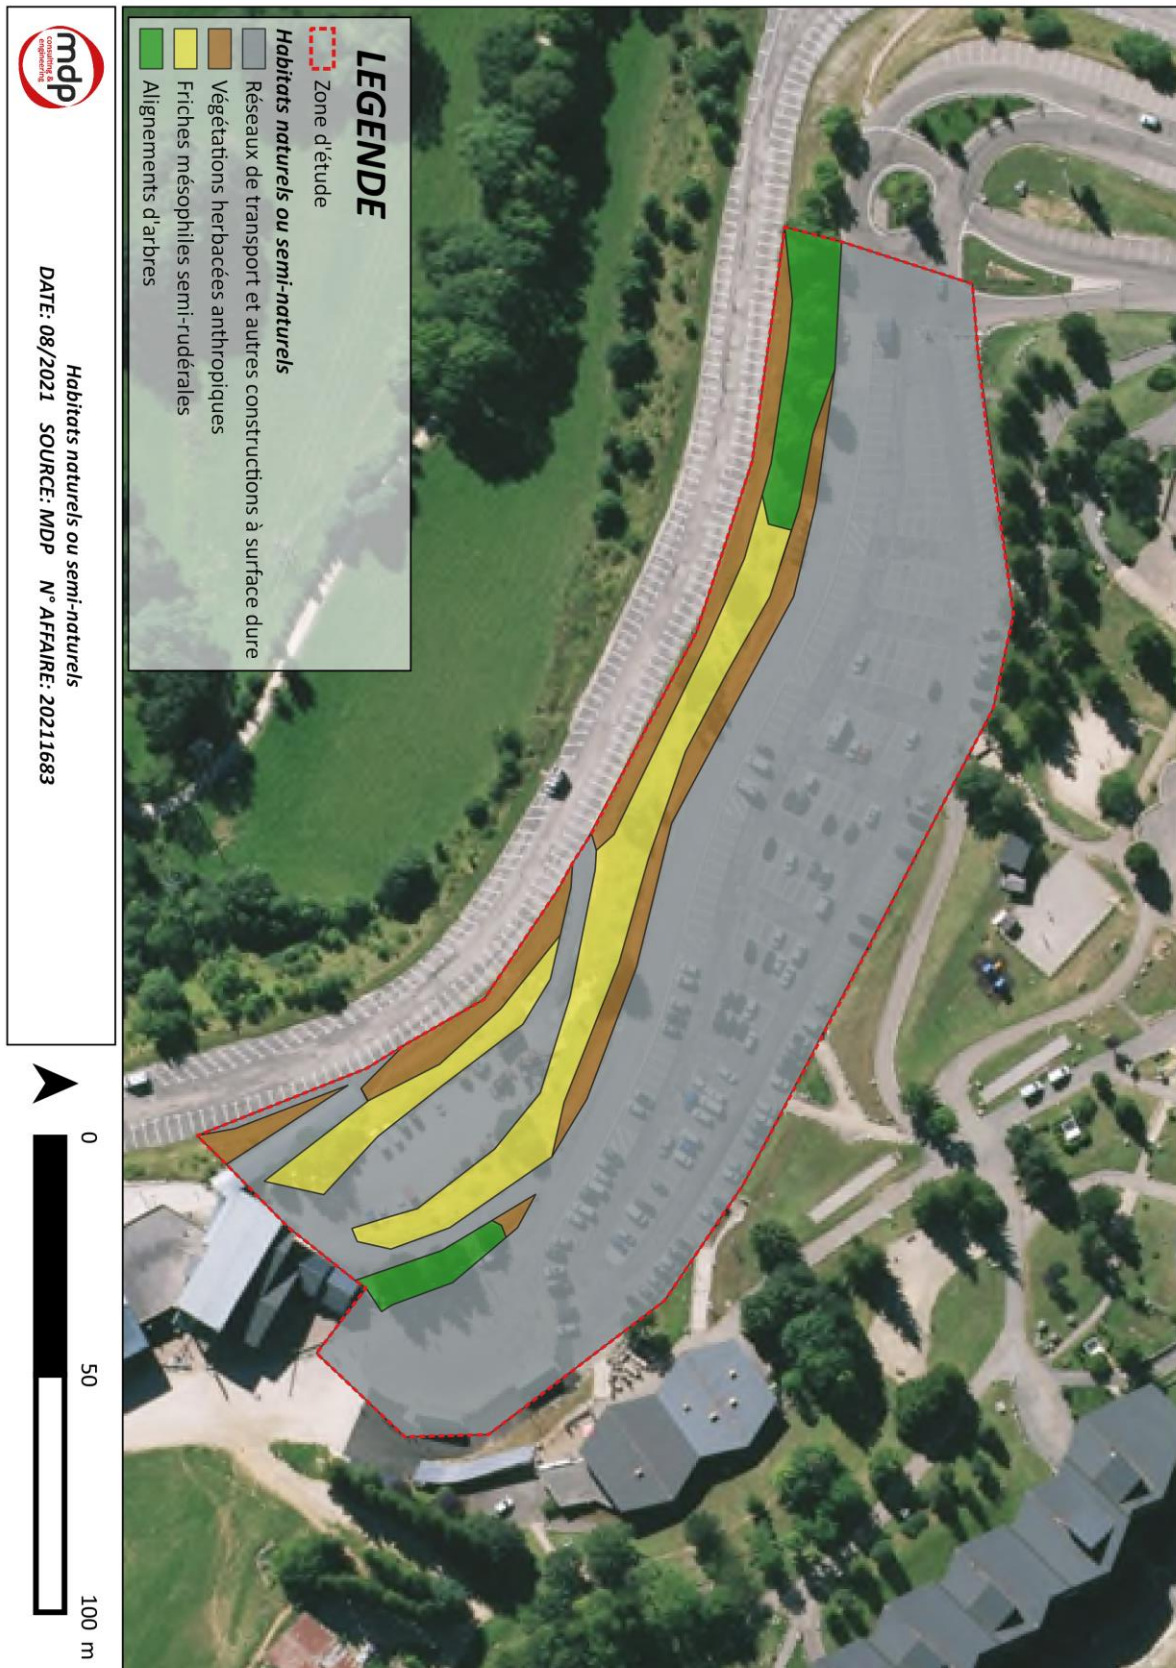 LEGENDE
Zone d'étude
Habitats naturels ou semi-naturels
Réseaux de transport et autres constructions à surface dure
Végétations herbacées anthropiques
Friches mésophiles semi-rudérales
Alignements d'arbres
mdp
consulting &
engineering
Habitats naturels ou semi-naturels
DATE: 08/2021 SOURCE: MDP N° AFFAIRE: 20211683
0 50 100 m